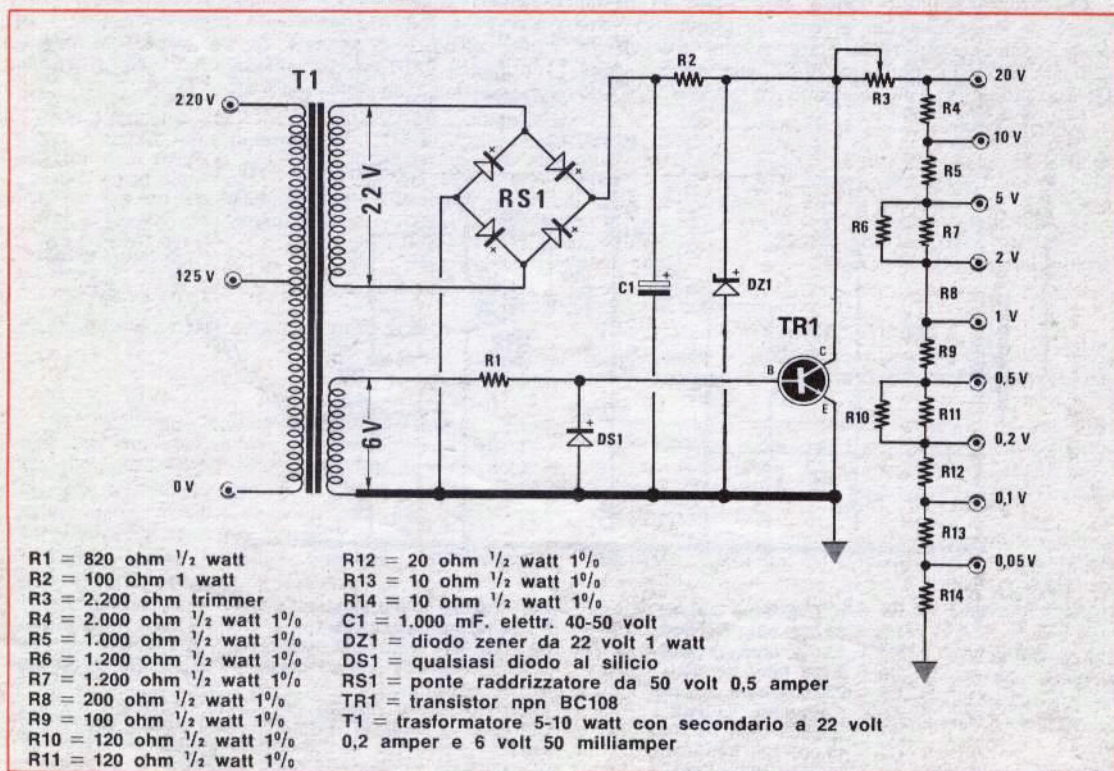 T1
220 V
125 V
0 V
22 V
6V
RS1
R1
DS1
R2
C1
DZ1
TR1
B
C
E
R3
R4
R5
R6
R7
R8
R9
R10
R11
R12
R13
R14
20 V
10 V
5 V
2 V
1 V
0,5 V
0,2 V
0,1 V
0,05 V
R1 = 820 ohm 1/2 watt
R2 = 100 ohm 1 watt
R3 = 2.200 ohm trimmer
R4 = 2.000 ohm 1/2 watt 1%
R5 = 1.000 ohm 1/2 watt 1%
R6 = 1.200 ohm 1/2 watt 1%
R7 = 1.200 ohm 1/2 watt 1%
R8 = 200 ohm 1/2 watt 1%
R9 = 100 ohm 1/2 watt 1%
R10 = 120 ohm 1/2 watt 1%
R11 = 120 ohm 1/2 watt 1%
R12 = 20 ohm 1/2 watt 1%
R13 = 10 ohm 1/2 watt 1%
R14 = 10 ohm 1/2 watt 1%
C1 = 1.000 mF. elettr. 40-50 volt
DZ1 = diodo zener da 22 volt 1 watt
DS1 = qualsiasi diodo al silicio
RS1 = ponte raddrizzatore da 50 volt 0,5 amper
TR1 = transistor npn BC108
T1 = trasformatore 5-10 watt con secondario a 22 volt
0,2 amper e 6 volt 50 milliamper